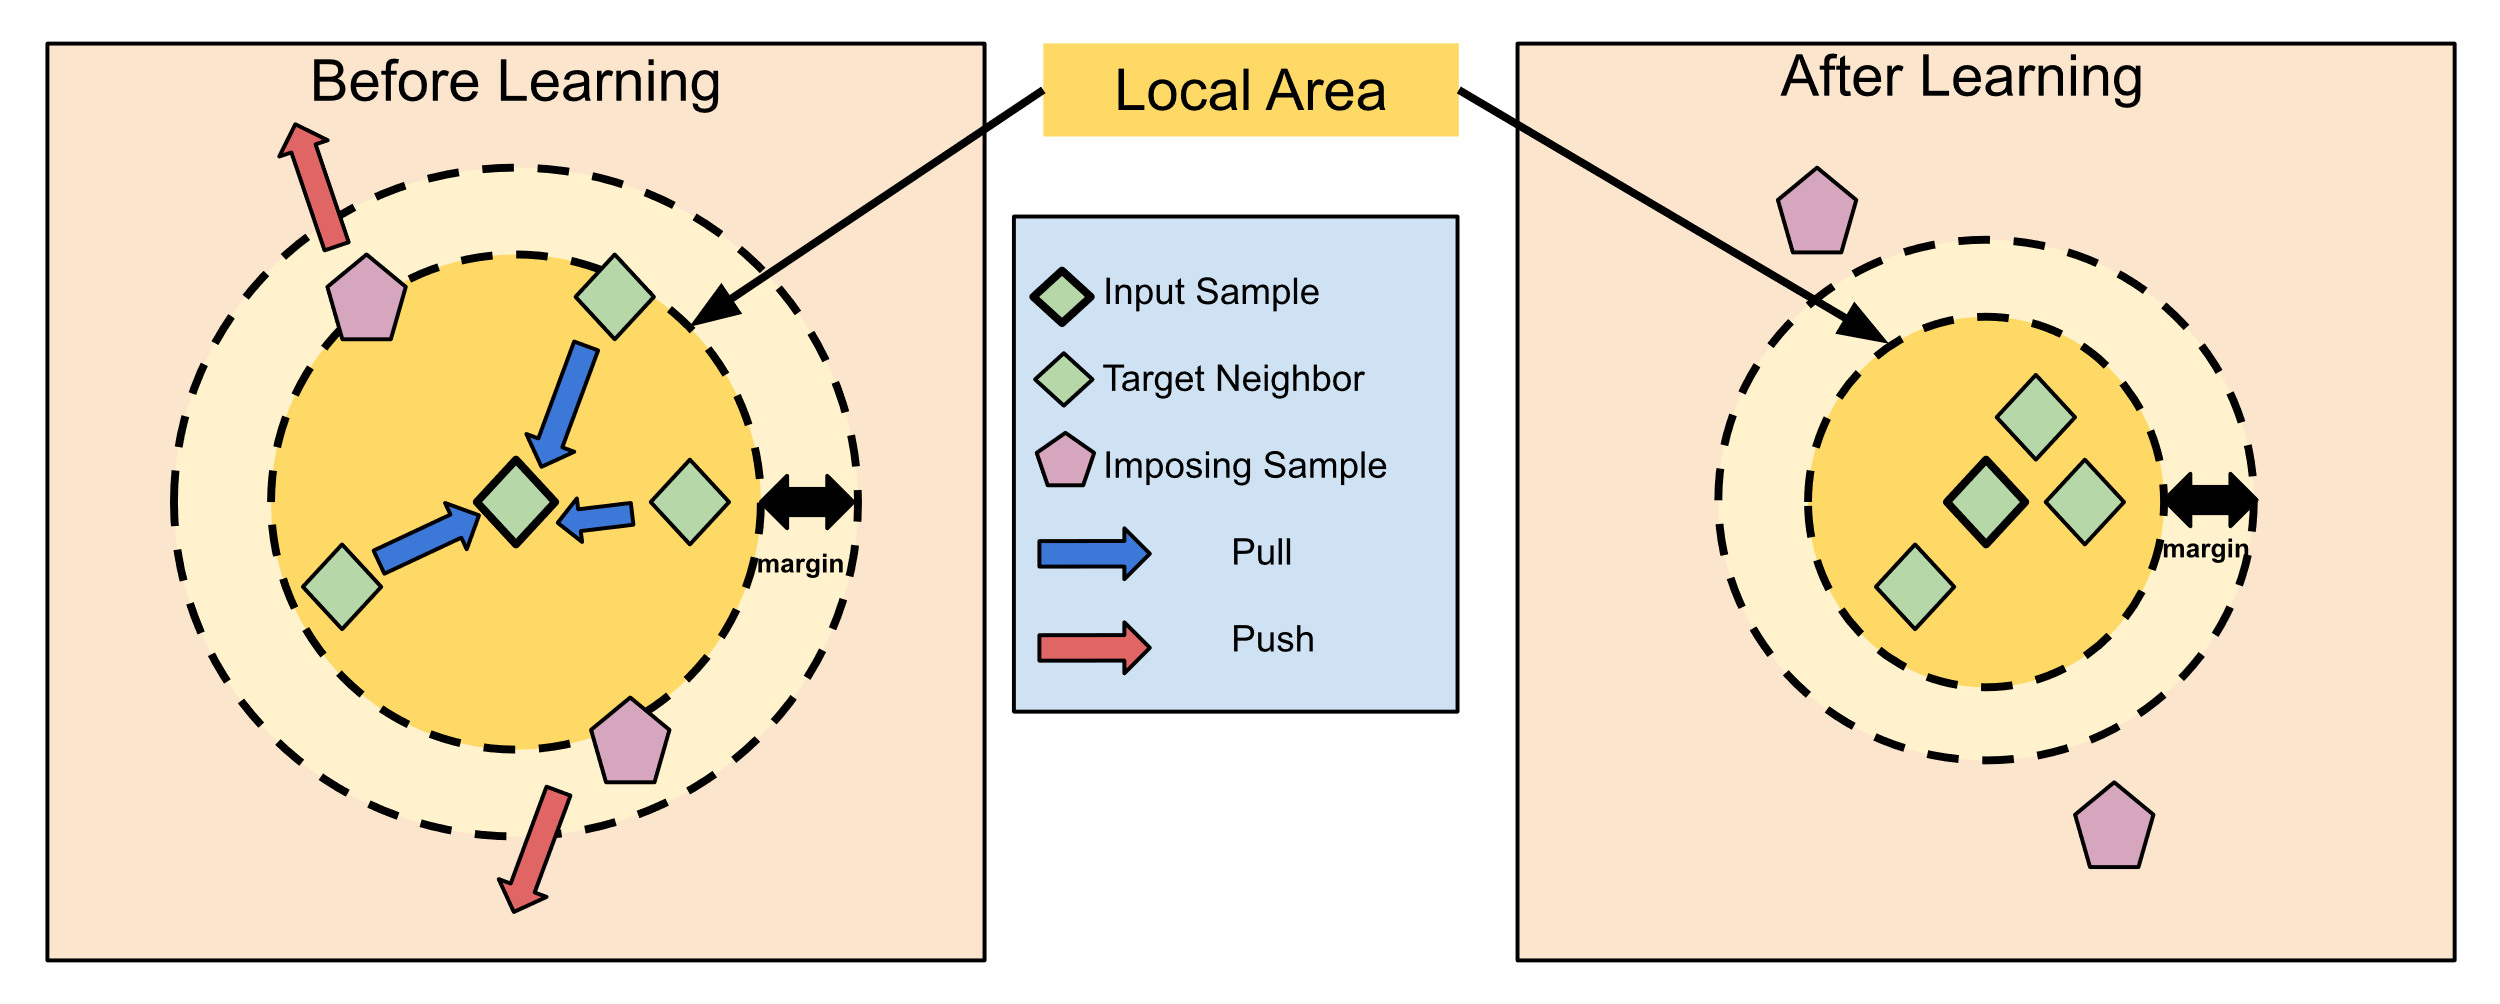 Before Learning
Local Area
After Learning
Input Sample
Target Neighbor
Imposing Sample
Pull
Push
margin
margin